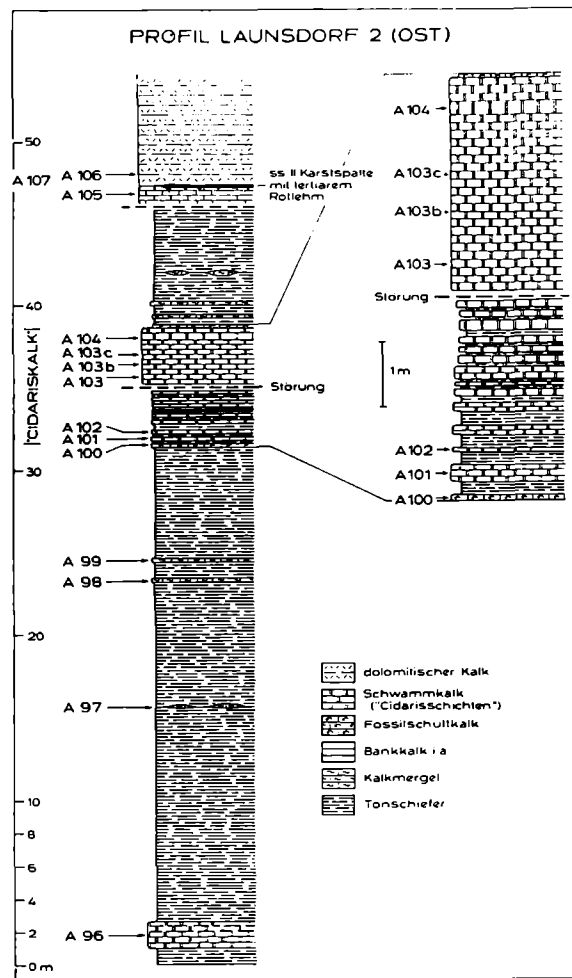 PROFIL LAUNSDORF 2 (OST)
50
A 107
A 106
A 105
ss II Karstspalte
mit tertiärem
Rotlehm
40
"CIDARISKALK"
A 104
A 103c
A 103b
A 103
Störung
A 102
A 101
A 100
30
A 99
A 98
20
A 97
10
8
6
4
2
0 m
A 96
A 104
A 103c
A 103b
A 103
Störung
1m
A 102
A 101
A 100
dolomitischer Kalk
Schwammkalk
("Cidarisschichten")
Fossilschuttkalk
Bankkalk i a
Kalkmergel
Tonschiefer